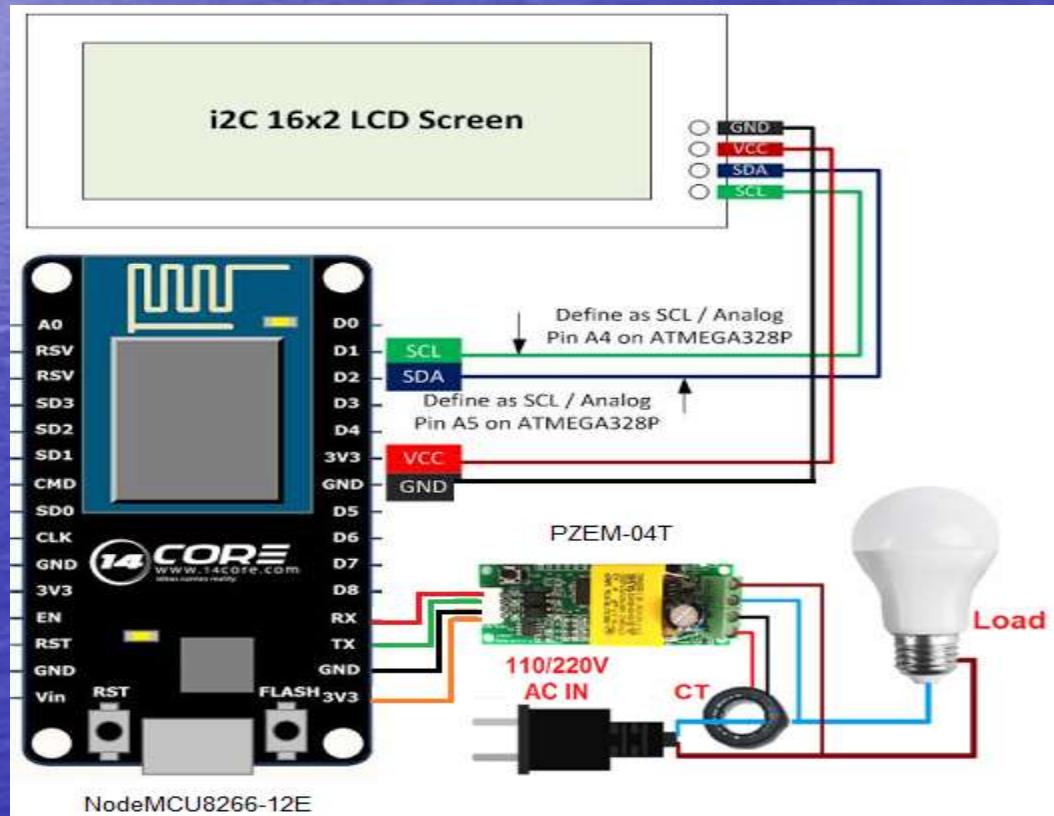 i2C 16x2 LCD Screen
GND
VCC
SDA
SCL
Define as SCL / Analog
Pin A4 on ATMEGA328P
SCL
SDA
Define as SCL / Analog
Pin A5 on ATMEGA328P
VCC
GND
A0
RSV
RSV
SD3
SD2
SD1
CMD
SD0
CLK
GND
3V3
EN
RST
GND
Vin
D0
D1
D2
D3
D4
3V3
GND
D5
D6
D7
D8
RX
TX
GND
3V3
14 CORE
www.14core.com
RST
FLASH
NodeMCU8266-12E
PZEM-04T
110/220V
AC IN
CT
Load